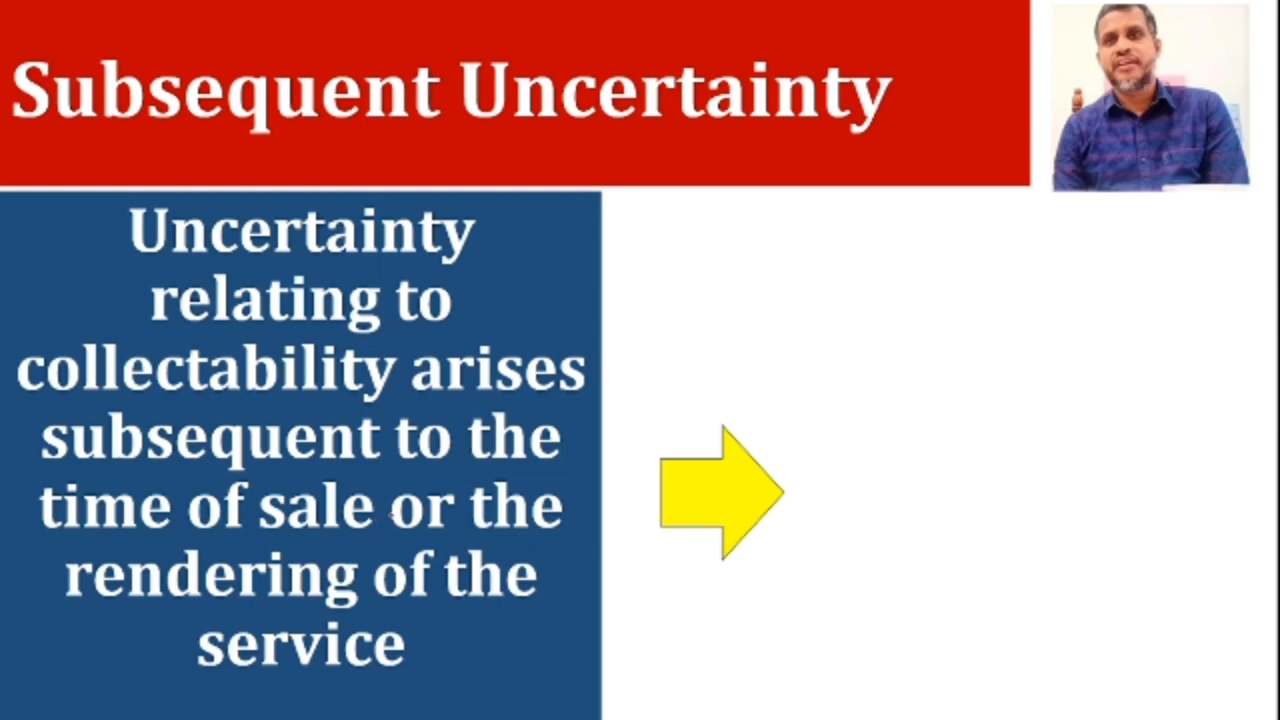 Subsequent Uncertainty
Uncertainty
relating to
collectability arises
subsequent to the
time of sale or the
rendering of the
service